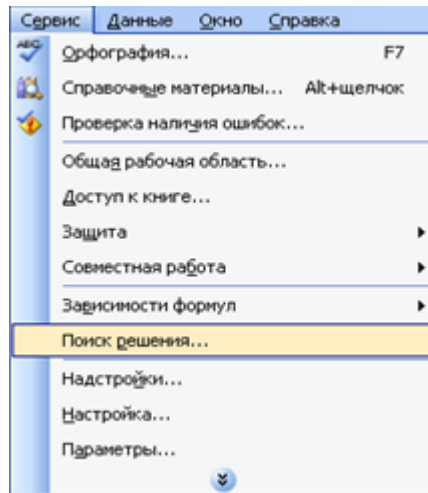 Сервис Данные Окно Справка
Орфография... F7
Справочные материалы... Alt+щелчок
Проверка наличия ошибок...
Общая рабочая область...
Доступ к книге...
Защита
Совместная работа
Зависимости формул
Поиск решения...
Надстройки...
Настройка...
Параметры...